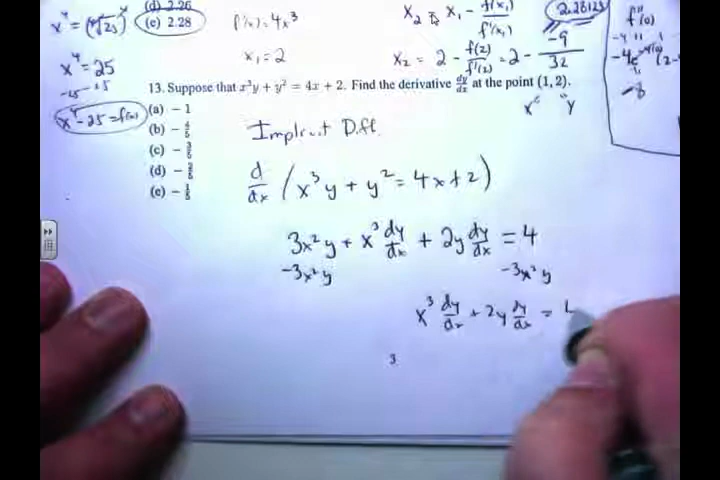 (d) 2.26
(e) 2.28
x⁴ = 25
-25 -25
x⁴ - 25 = f(x)
f'(x) = 4x³
x₁ = 2
x₂ ≈ x₁ - f(x₁)/f'(x₁)
x₂ = 2 - f(2)/f'(2) = 2 - -9/32
2.28125
f''(0)
13. Suppose that x³y + y² = 4x + 2. Find the derivative dy/dx at the point (1, 2).
x y
(a) − 1
(b) − 4/5
(c) − 3/5
(d) − 2/5
(e) − 1/5
Implicit Diff.
d/dx (x³y + y² = 4x + 2)
3x²y + x³ dy/dx + 2y dy/dx = 4
-3x²y -3x²y
x³ dy/dx + 2y dy/dx = 4
3